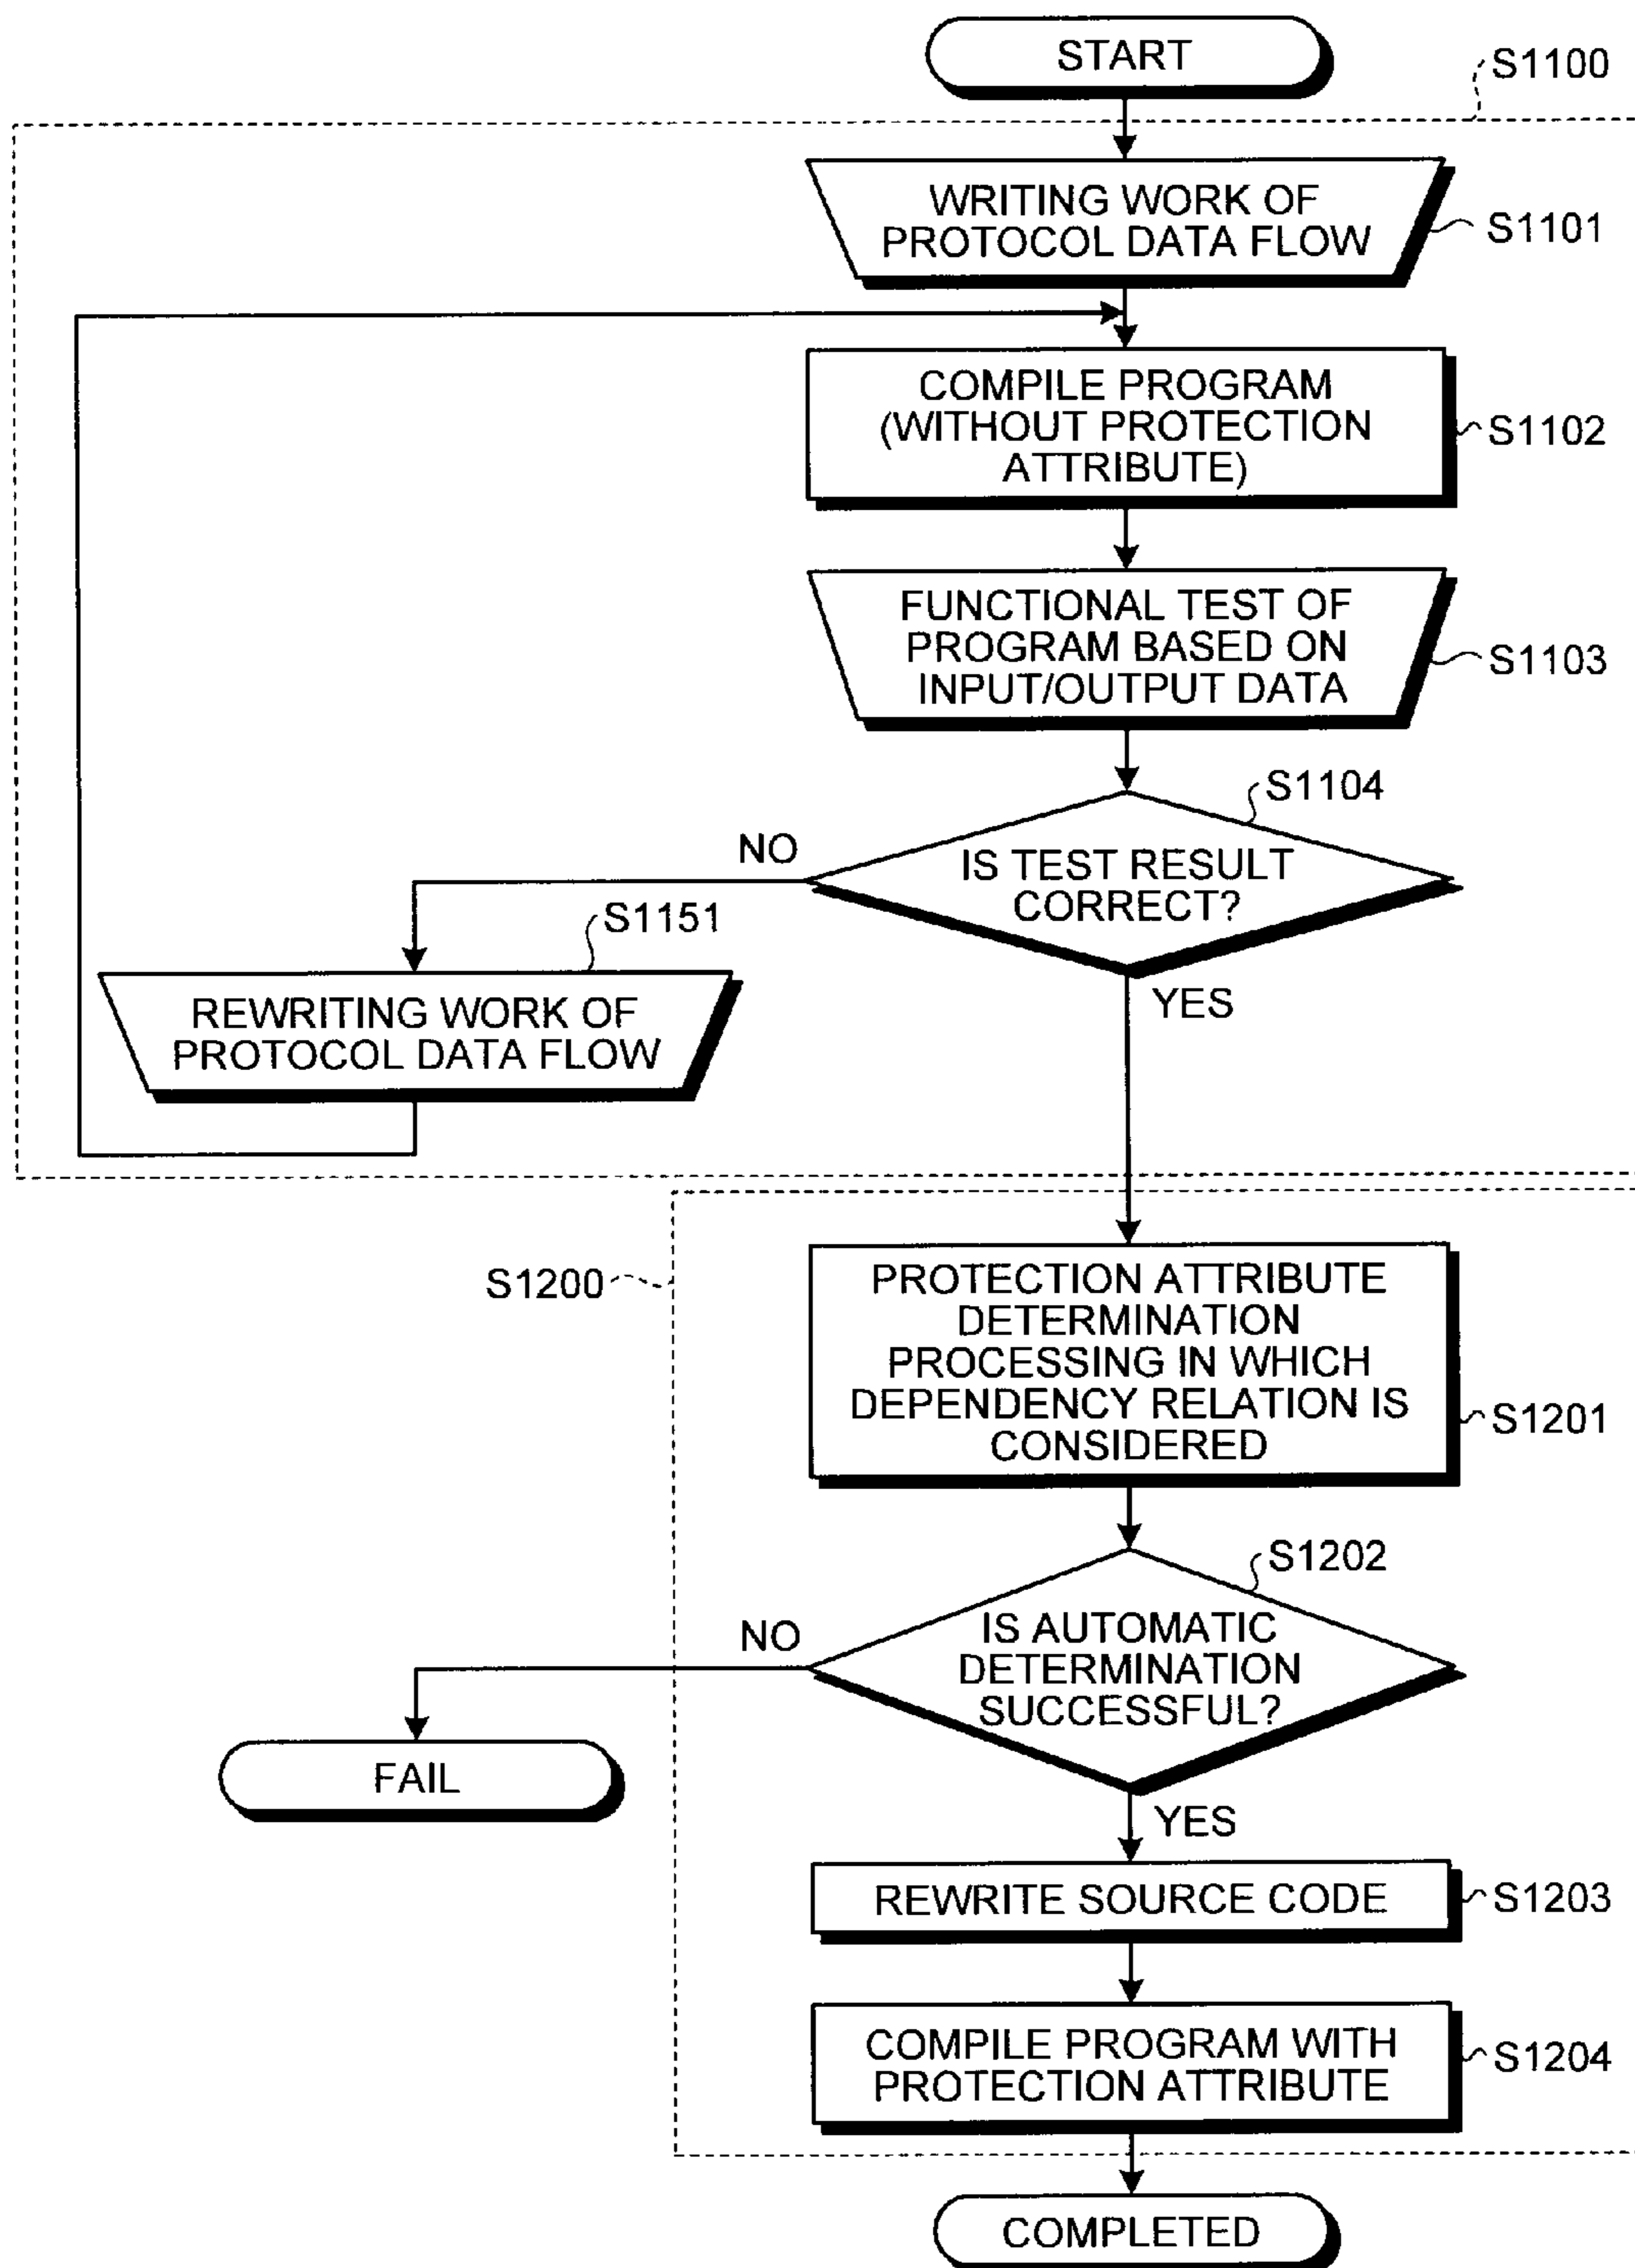 START
S1100
WRITING WORK OF
PROTOCOL DATA FLOW
S1101
COMPILE PROGRAM
(WITHOUT PROTECTION
ATTRIBUTE)
S1102
FUNCTIONAL TEST OF
PROGRAM BASED ON
INPUT/OUTPUT DATA
S1103
S1104
IS TEST RESULT
CORRECT?
NO
YES
S1151
REWRITING WORK OF
PROTOCOL DATA FLOW
S1200
PROTECTION ATTRIBUTE
DETERMINATION
PROCESSING IN WHICH
DEPENDENCY RELATION IS
CONSIDERED
S1201
S1202
IS AUTOMATIC
DETERMINATION
SUCCESSFUL?
NO
FAIL
YES
REWRITE SOURCE CODE
S1203
COMPILE PROGRAM WITH
PROTECTION ATTRIBUTE
S1204
COMPLETED